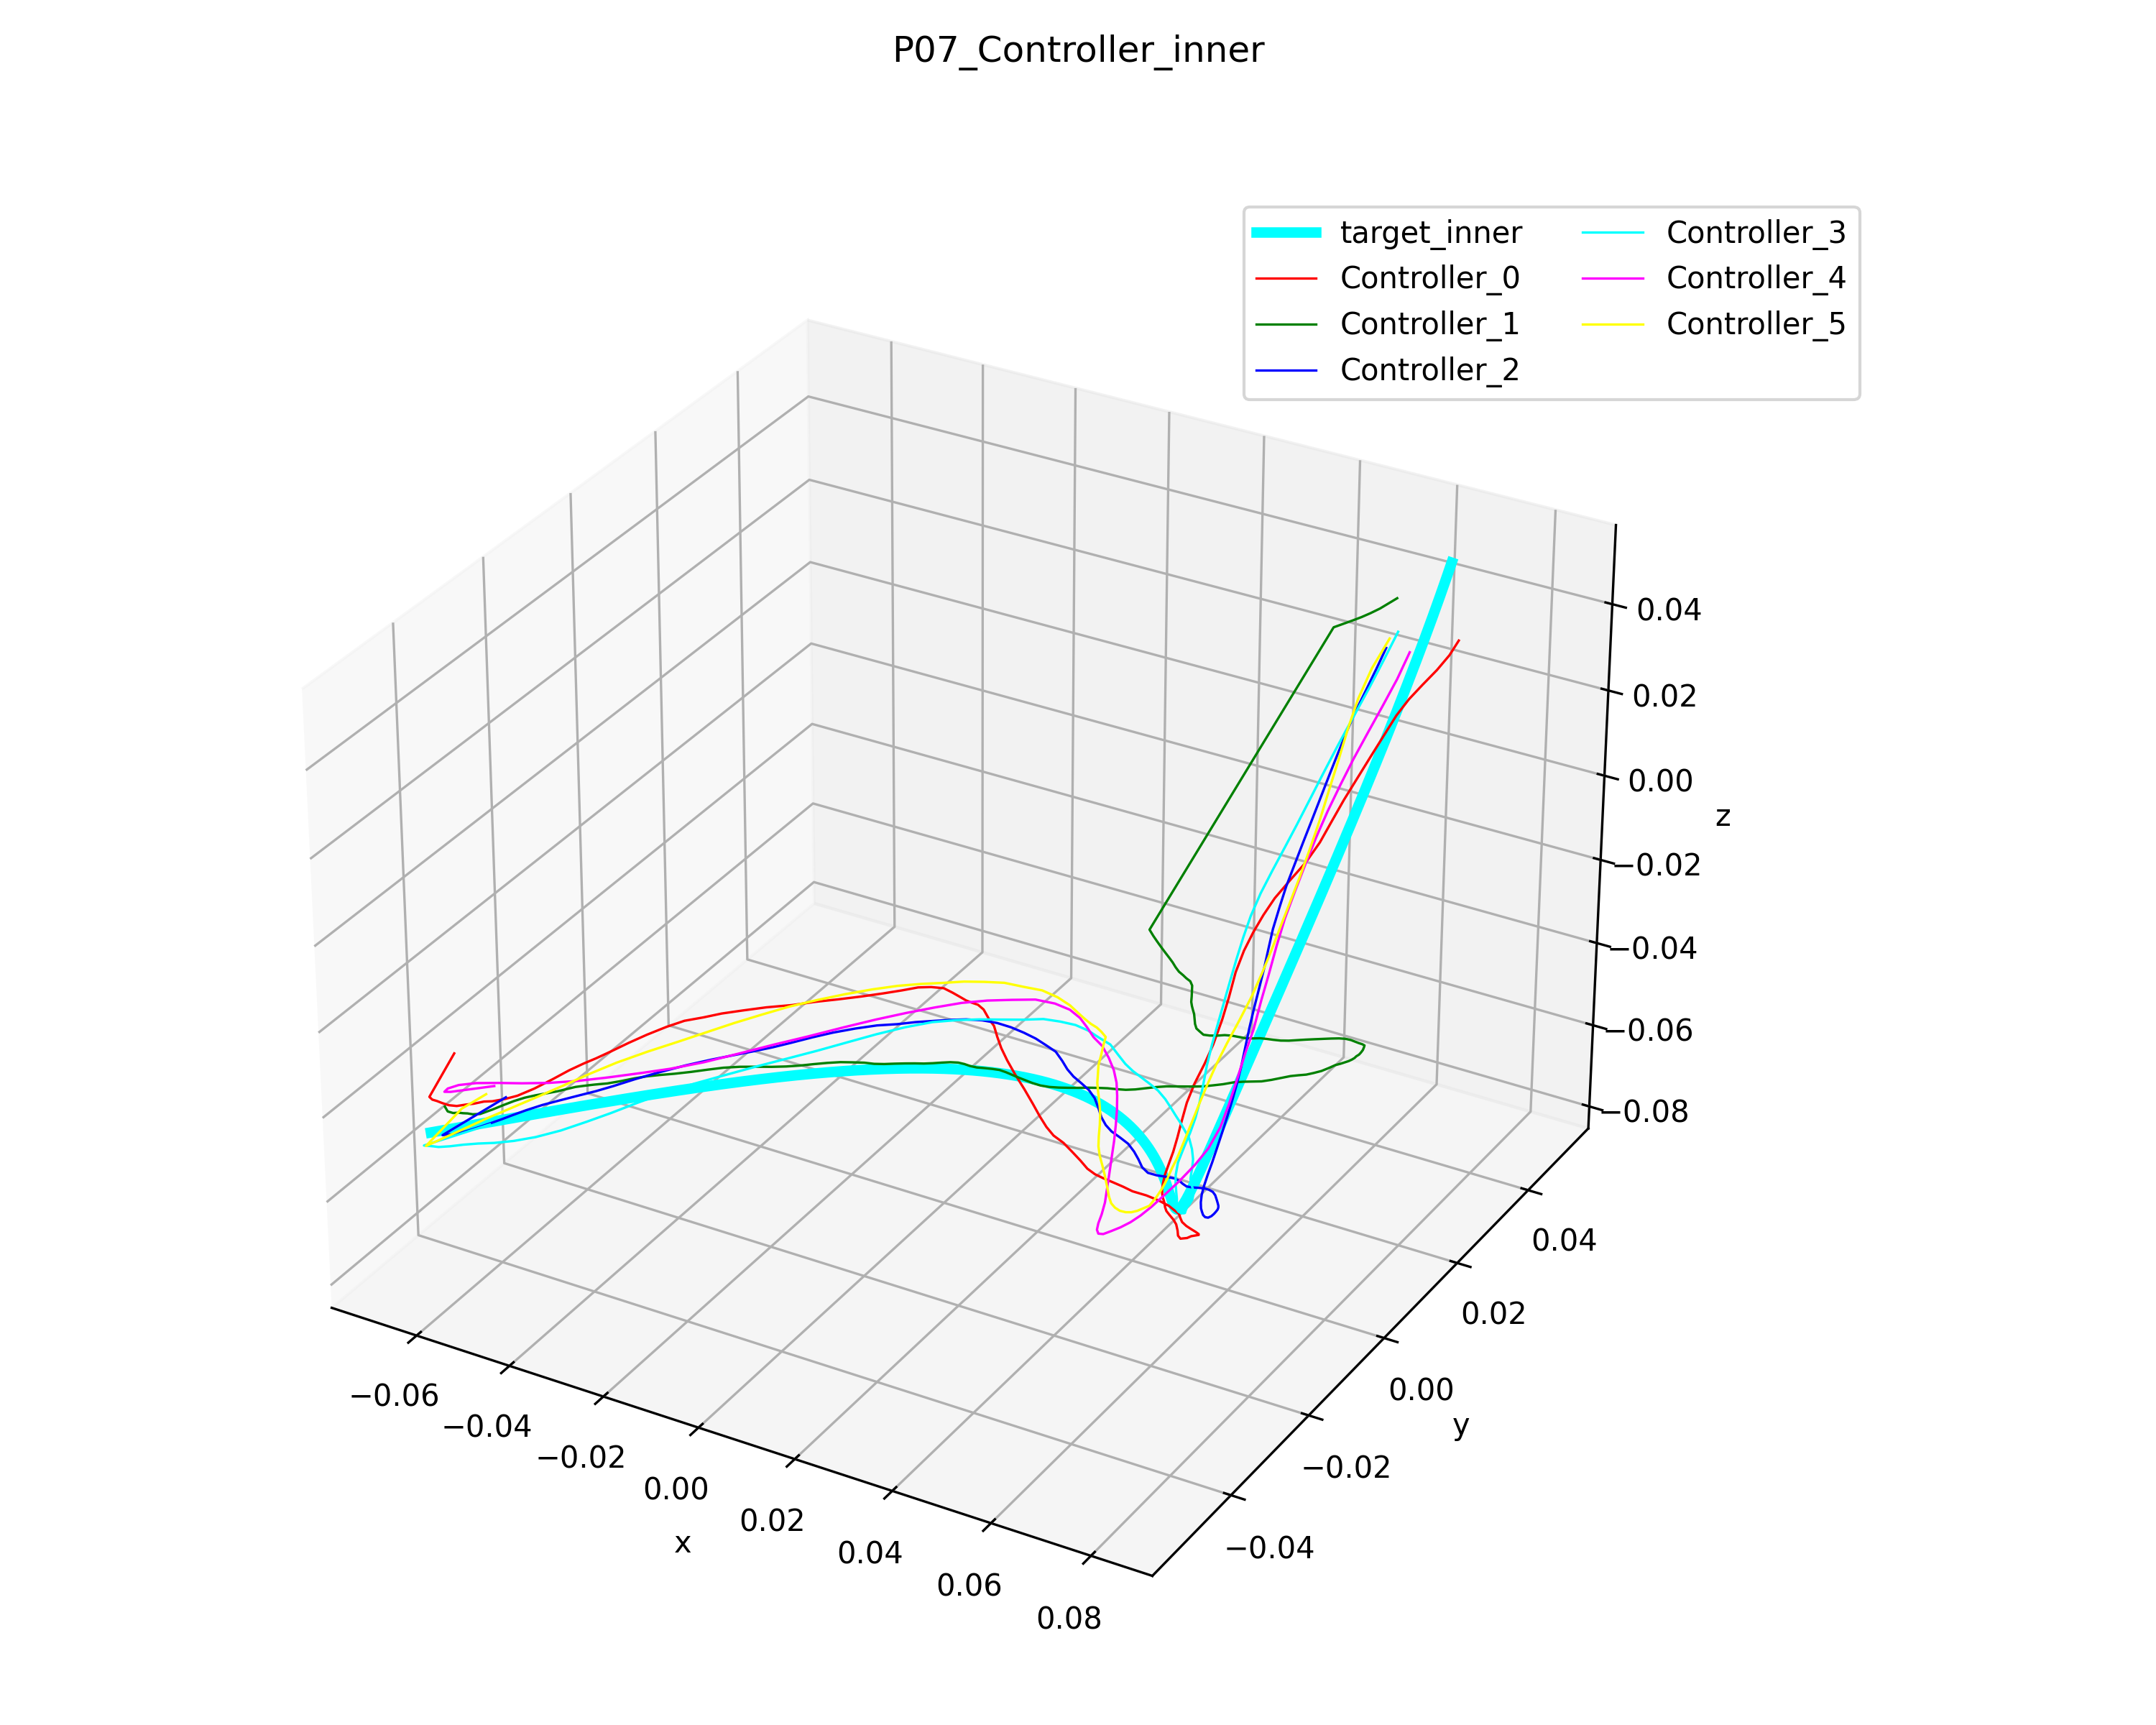 P07_Controller_inner
target_inner
Controller_0
Controller_1
Controller_2
Controller_3
Controller_4
Controller_5
0.04
0.02
0.00
−0.02
−0.04
−0.06
−0.08
z
0.04
0.02
0.00
−0.02
−0.04
y
−0.06
−0.04
−0.02
0.00
0.02
0.04
0.06
0.08
x